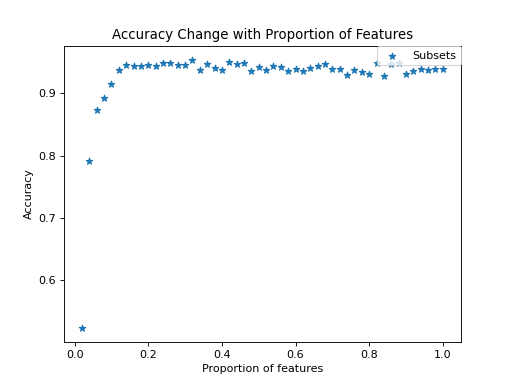 Accuracy Change with Proportion of Features
Subsets
0.9
0.8
0.7
0.6
Accuracy
0.0 0.2 0.4 0.6 0.8 1.0
Proportion of features